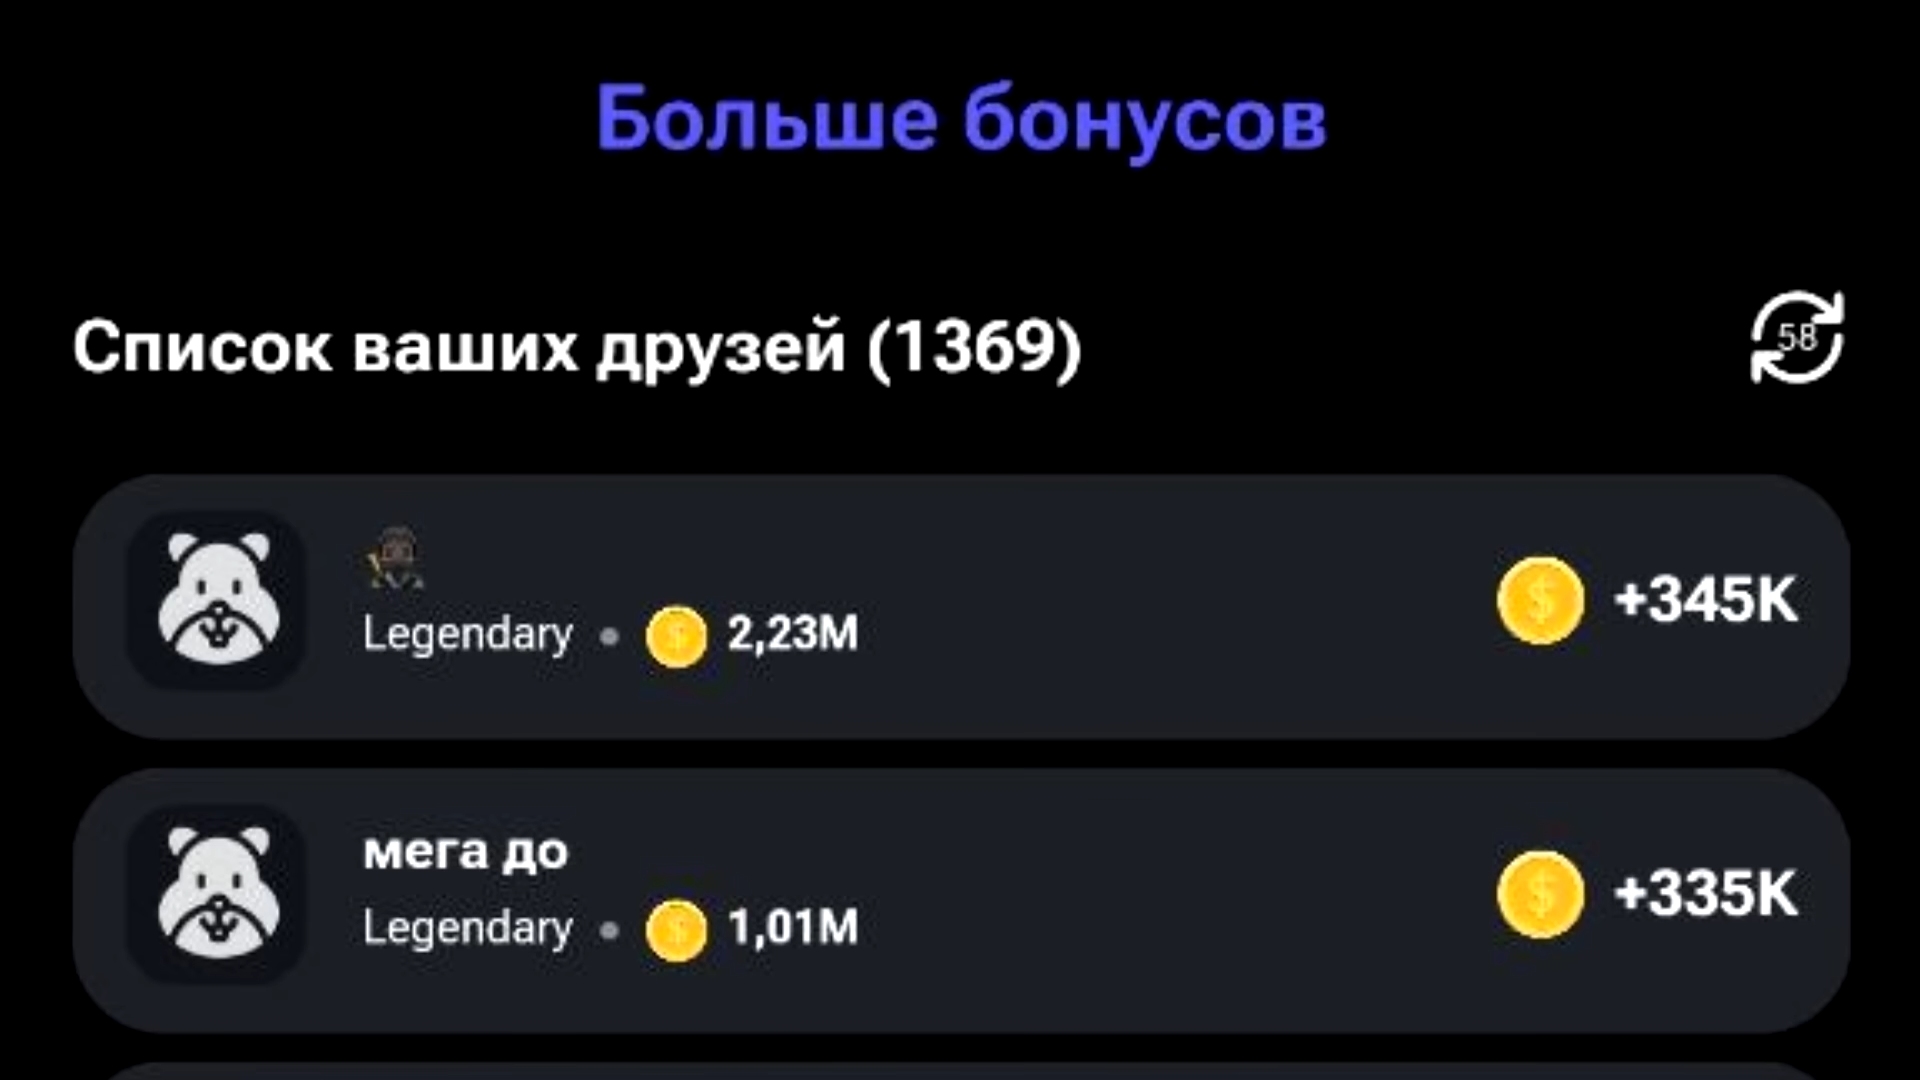 Больше бонусов
Список ваших друзей (1369)
58
Legendary • 2,23M
+345K
мега до
Legendary • 1,01M
+335K